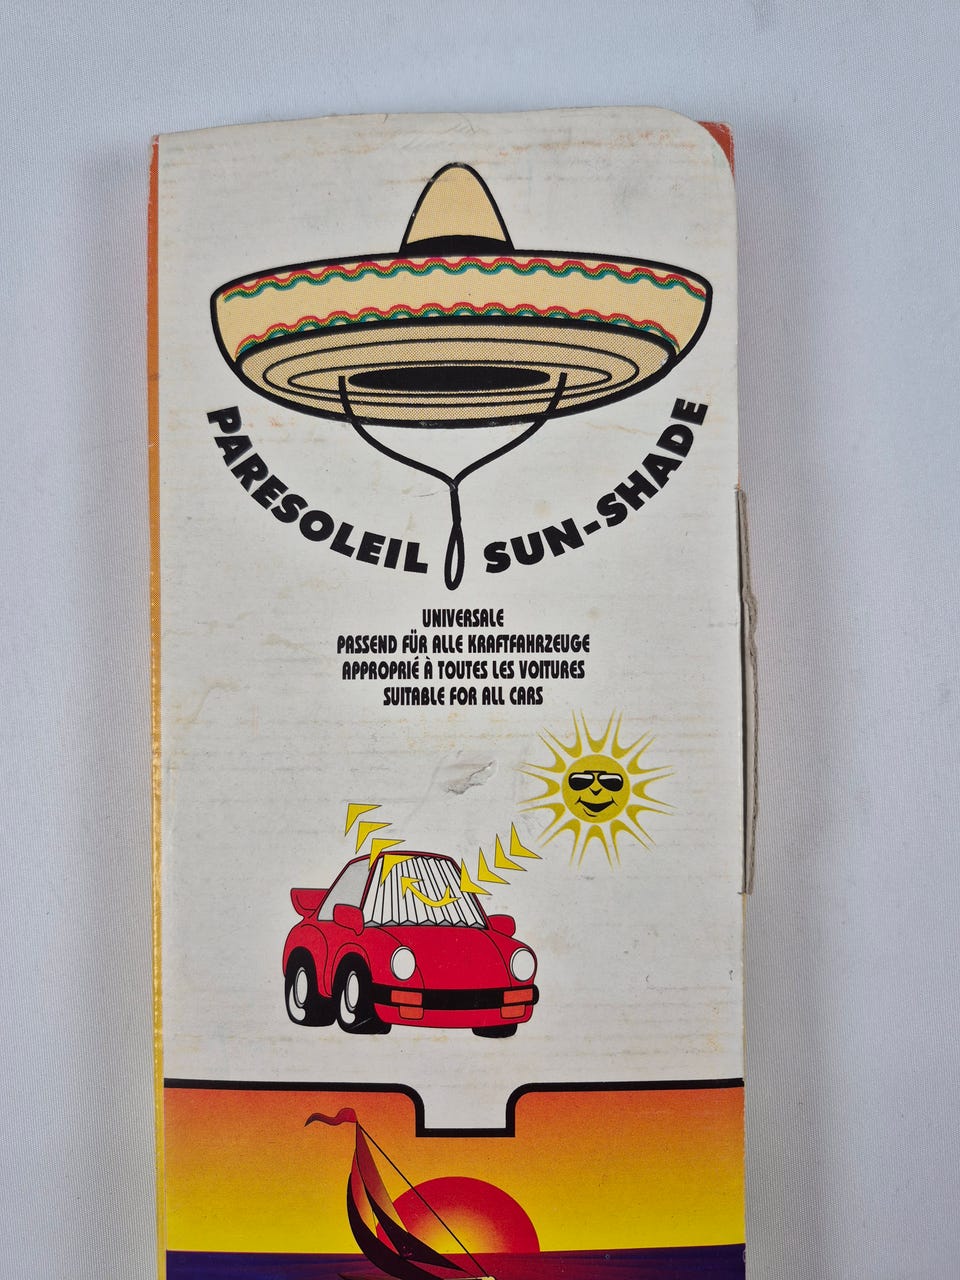 PARESOLEIL SUN-SHADE
UNIVERSALE
PASSEND FÜR ALLE KRAFTFAHRZEUGE
APPROPRIÉ À TOUTES LES VOITURES
SUITABLE FOR ALL CARS